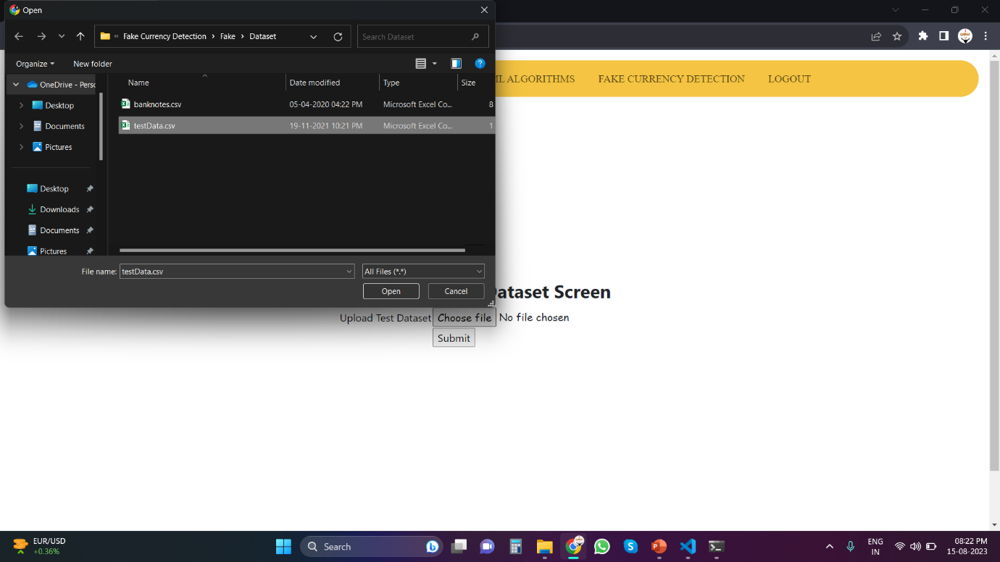 Open
« Fake Currency Detection › Fake › Dataset
Search Dataset
Organize
New folder
Name
Date modified
Type
Size
OneDrive - Perso
Desktop
Documents
Pictures
banknotes.csv
05-04-2020 04:22 PM
Microsoft Excel Co...
8
testData.csv
19-11-2021 10:21 PM
Microsoft Excel Co...
1
Desktop
Downloads
Documents
Pictures
File name:
testData.csv
All Files (*.*)
Open
Cancel
ML ALGORITHMS
FAKE CURRENCY DETECTION
LOGOUT
Dataset Screen
Upload Test Dataset
Choose file
No file chosen
Submit
EUR/USD
+0.36%
Search
ENG
IN
08:22 PM
15-08-2023